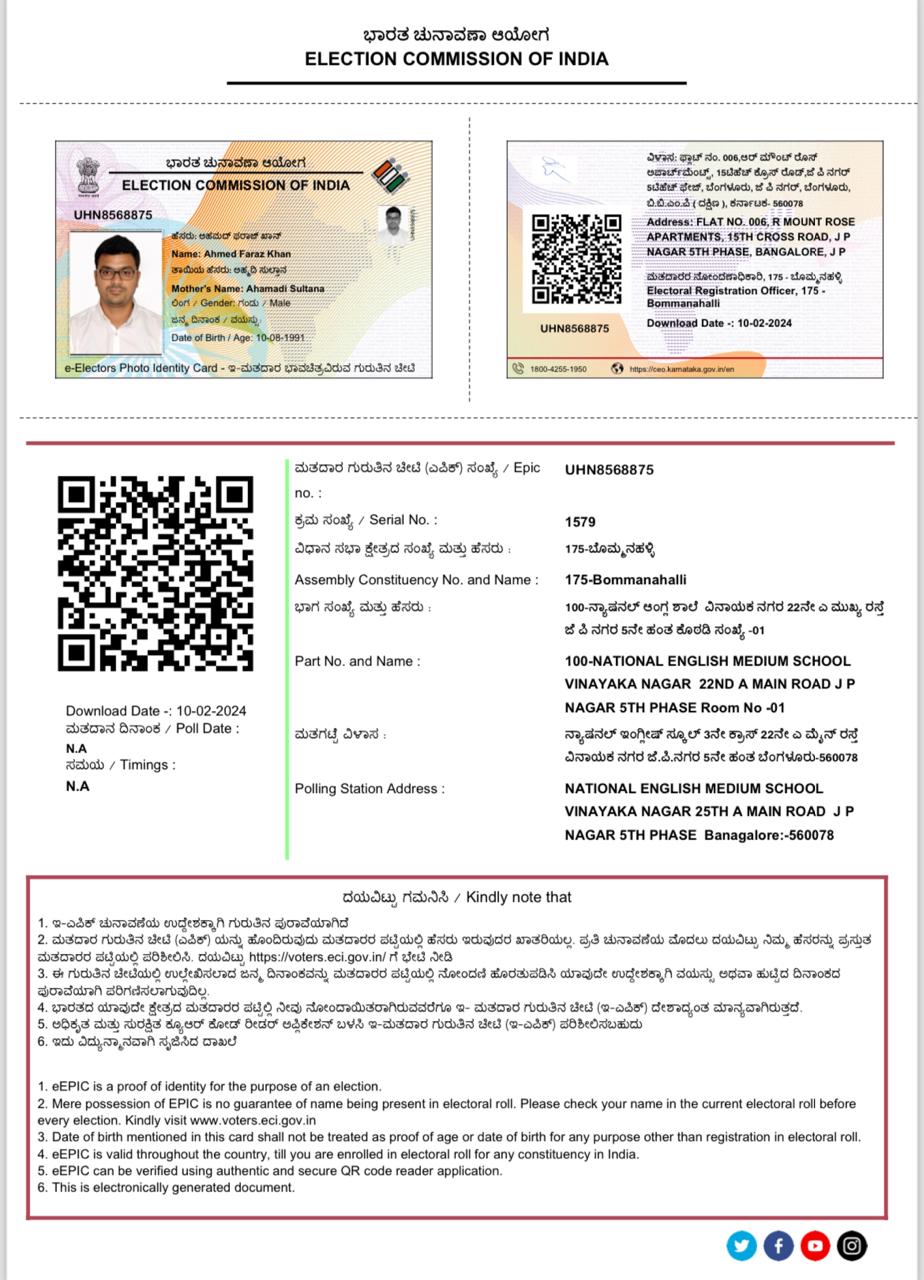 ಭಾರತ ಚುನಾವಣಾ ಆಯೋಗ
ELECTION COMMISSION OF INDIA
ಭಾರತ ಚುನಾವಣಾ ಆಯೋಗ
ELECTION COMMISSION OF INDIA
UHN8568875
ಹೆಸರು: ಅಹಮದ್ ಫರಾಜ್ ಖಾನ್
Name: Ahmed Faraz Khan
ತಾಯಿಯ ಹೆಸರು: ಅಹ್ಮದಿ ಸುಲ್ತಾನ
Mother's Name: Ahamadi Sultana
ಲಿಂಗ / Gender: ಗಂಡು / Male
ಜನ್ಮ ದಿನಾಂಕ / ವಯಸ್ಸು:
Date of Birth / Age: 10-08-1991
e-Electors Photo Identity Card - ಇ-ಮತದಾರ ಭಾವಚಿತ್ರವಿರುವ ಗುರುತಿನ ಚೀಟಿ
ವಿಳಾಸ: ಫ್ಲಾಟ್ ನಂ. 006,ಆರ್ ಮೌಂಟ್ ರೊಸ್
ಅಪಾರ್ಟ್‌ಮೆಂಟ್ಸ್, 15ಟಿಹೆಚ್ ಕ್ರೊಸ್ ರೊಡ್,ಜೆ ಪಿ ನಗರ್
5ಟಿಹೆಚ್ ಫೇಜ್, ಬೆಂಗಳೂರು, ಜೆ ಪಿ ನಗರ್, ಬೆಂಗಳೂರು,
ಬಿ.ಬಿ.ಎಂ.ಪಿ ( ದಕ್ಷಿಣ ), ಕರ್ನಾಟಕ- 560078
Address: FLAT NO. 006, R MOUNT ROSE
APARTMENTS, 15TH CROSS ROAD, J P
NAGAR 5TH PHASE, BANGALORE, J P
ಮತದಾರರ ನೋಂದಣಾಧಿಕಾರಿ, 175 - ಬೊಮ್ಮನಹಳ್ಳಿ
Electoral Registration Officer, 175 -
Bommanahalli
UHN8568875
Download Date -: 10-02-2024
1800-4255-1950
https://ceo.karnataka.gov.in/en
ಮತದಾರ ಗುರುತಿನ ಚೀಟಿ (ಎಪಿಕ್) ಸಂಖ್ಯೆ / Epic no. : UHN8568875
ಕ್ರಮ ಸಂಖ್ಯೆ / Serial No. : 1579
ವಿಧಾನ ಸಭಾ ಕ್ಷೇತ್ರದ ಸಂಖ್ಯೆ ಮತ್ತು ಹೆಸರು : 175-ಬೊಮ್ಮನಹಳ್ಳಿ
Assembly Constituency No. and Name : 175-Bommanahalli
ಭಾಗ ಸಂಖ್ಯೆ ಮತ್ತು ಹೆಸರು : 100-ನ್ಯಾಷನಲ್ ಆಂಗ್ಲ ಶಾಲೆ ವಿನಾಯಕ ನಗರ 22ನೇ ಎ ಮುಖ್ಯ ರಸ್ತೆ
ಜೆ ಪಿ ನಗರ 5ನೇ ಹಂತ ಕೊಠಡಿ ಸಂಖ್ಯೆ -01
Part No. and Name : 100-NATIONAL ENGLISH MEDIUM SCHOOL
VINAYAKA NAGAR 22ND A MAIN ROAD J P
NAGAR 5TH PHASE Room No -01
ಮತಗಟ್ಟೆ ವಿಳಾಸ : ನ್ಯಾಷನಲ್ ಇಂಗ್ಲೀಷ್ ಸ್ಕೂಲ್ 3ನೇ ಕ್ರಾಸ್ 22ನೇ ಎ ಮೈನ್ ರಸ್ತೆ
ವಿನಾಯಕ ನಗರ ಜೆ.ಪಿ.ನಗರ 5ನೇ ಹಂತ ಬೆಂಗಳೂರು-560078
Polling Station Address : NATIONAL ENGLISH MEDIUM SCHOOL
VINAYAKA NAGAR 25TH A MAIN ROAD J P
NAGAR 5TH PHASE Banagalore:-560078
Download Date -: 10-02-2024
ಮತದಾನ ದಿನಾಂಕ / Poll Date :
N.A
ಸಮಯ / Timings :
N.A
ದಯವಿಟ್ಟು ಗಮನಿಸಿ / Kindly note that
1. ಇ-ಎಪಿಕ್ ಚುನಾವಣೆಯ ಉದ್ದೇಶಕ್ಕಾಗಿ ಗುರುತಿನ ಪುರಾವೆಯಾಗಿದೆ
2. ಮತದಾರ ಗುರುತಿನ ಚೀಟಿ (ಎಪಿಕ್) ಯನ್ನು ಹೊಂದಿರುವುದು ಮತದಾರರ ಪಟ್ಟಿಯಲ್ಲಿ ಹೆಸರು ಇರುವುದರ ಖಾತರಿಯಲ್ಲ. ಪ್ರತಿ ಚುನಾವಣೆಯ ಮೊದಲು ದಯವಿಟ್ಟು ನಿಮ್ಮ ಹೆಸರನ್ನು ಪ್ರಸ್ತುತ
ಮತದಾರರ ಪಟ್ಟಿಯಲ್ಲಿ ಪರಿಶೀಲಿಸಿ. ದಯವಿಟ್ಟು https://voters.eci.gov.in/ ಗೆ ಭೇಟಿ ನೀಡಿ
3. ಈ ಗುರುತಿನ ಚೀಟಿಯಲ್ಲಿ ಉಲ್ಲೇಖಿಸಲಾದ ಜನ್ಮ ದಿನಾಂಕವನ್ನು ಮತದಾರರ ಪಟ್ಟಿಯಲ್ಲಿ ನೋಂದಣಿ ಹೊರತುಪಡಿಸಿ ಯಾವುದೇ ಉದ್ದೇಶಕ್ಕಾಗಿ ವಯಸ್ಸು ಅಥವಾ ಹುಟ್ಟಿದ ದಿನಾಂಕದ
ಪುರಾವೆಯಾಗಿ ಪರಿಗಣಿಸಲಾಗುವುದಿಲ್ಲ.
4. ಭಾರತದ ಯಾವುದೇ ಕ್ಷೇತ್ರದ ಮತದಾರರ ಪಟ್ಟಿಲ್ಲಿ ನೀವು ನೋಂದಾಯಿತರಾಗಿರುವವರೆಗೂ ಇ- ಮತದಾರ ಗುರುತಿನ ಚೀಟಿ (ಇ-ಎಪಿಕ್) ದೇಶಾದ್ಯಂತ ಮಾನ್ಯವಾಗಿರುತ್ತದೆ.
5. ಅಧಿಕೃತ ಮತ್ತು ಸುರಕ್ಷಿತ ಕ್ಯೂಆರ್ ಕೋಡ್ ರೀಡರ್ ಅಪ್ಲಿಕೇಶನ್ ಬಳಸಿ ಇ-ಮತದಾರ ಗುರುತಿನ ಚೀಟಿ (ಇ-ಎಪಿಕ್) ಪರಿಶೀಲಿಸಬಹುದು
6. ಇದು ವಿದ್ಯುನ್ಮಾನವಾಗಿ ಸೃಜಿಸಿದ ದಾಖಲೆ
1. eEPIC is a proof of identity for the purpose of an election.
2. Mere possession of EPIC is no guarantee of name being present in electoral roll. Please check your name in the current electoral roll before
every election. Kindly visit www.voters.eci.gov.in
3. Date of birth mentioned in this card shall not be treated as proof of age or date of birth for any purpose other than registration in electoral roll.
4. eEPIC is valid throughout the country, till you are enrolled in electoral roll for any constituency in India.
5. eEPIC can be verified using authentic and secure QR code reader application.
6. This is electronically generated document.